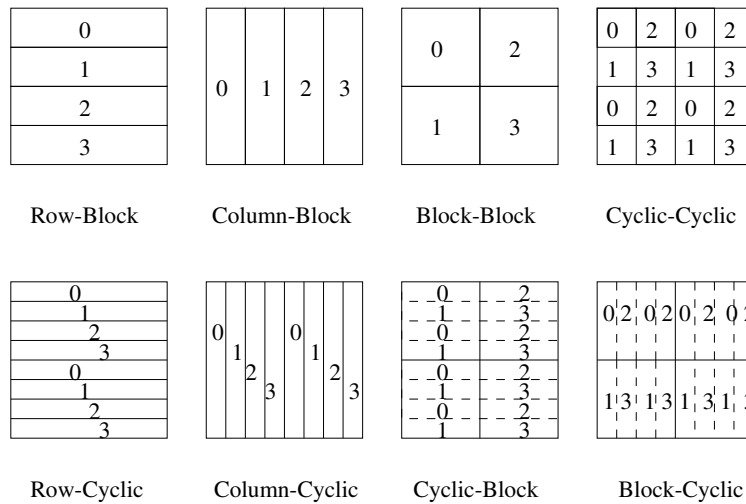 0
1
2
3
Row-Block
0 1 2 3
Column-Block
0 2
1 3
Block-Block
0 2 0 2
1 3 1 3
0 2 0 2
1 3 1 3
Cyclic-Cyclic
0
1
2
3
0
1
2
3
Row-Cyclic
0 1 2 3 0 1 2 3
Column-Cyclic
0 2
1 3
0 2
1 3
0 2
1 3
0 2
1 3
Cyclic-Block
0 2 0 2 0 2 0 2
1 3 1 3 1 3 1 3
Block-Cyclic